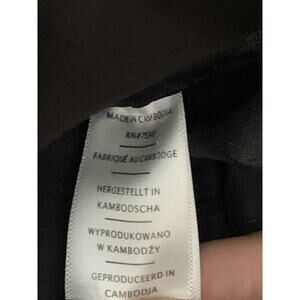 MADE IN CAMBODIA
FABRIQUÉ AU CAMBODGE
HERGESTELLT IN
KAMBODSCHA
WYPRODUKOWANO
W KAMBODŻY
GEPRODUCEERD IN
CAMBODJA